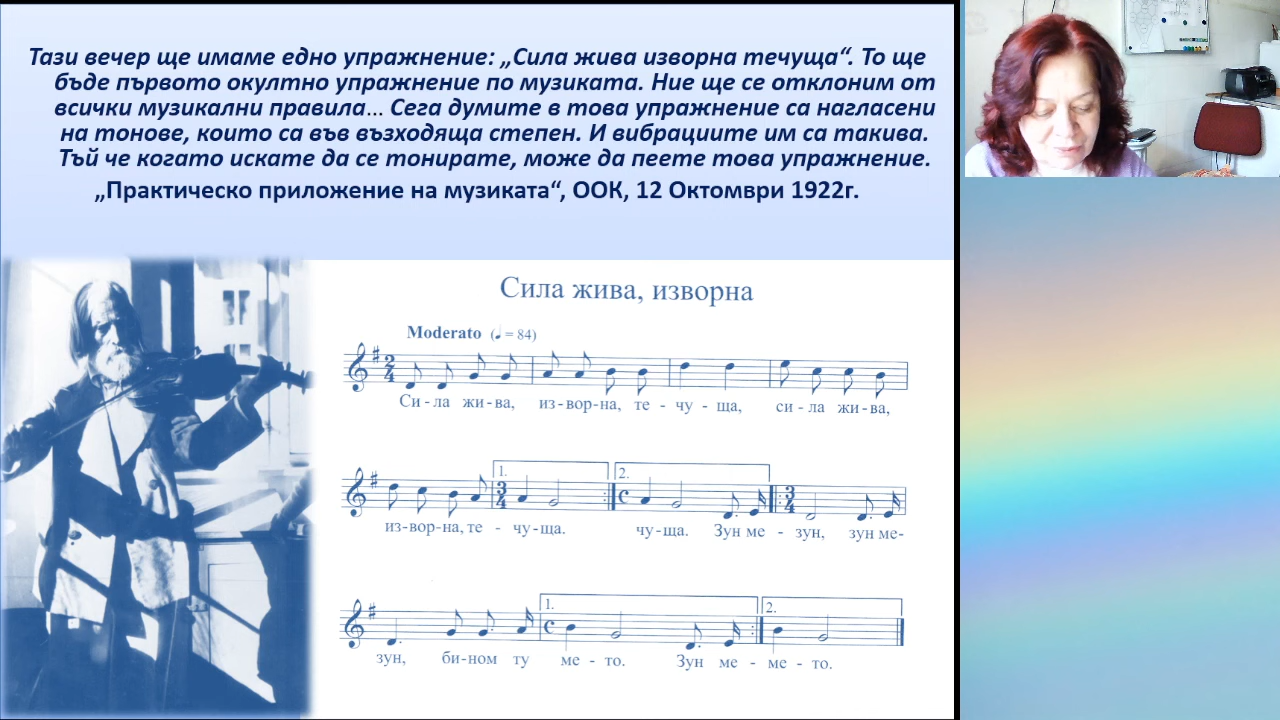 Тази вечер ще имаме едно упражнение: „Сила жива изворна течуща“. То ще
бъде първото окултно упражнение по музиката. Ние ще се отклоним от
всички музикални правила... Сега думите в това упражнение са нагласени
на тонове, които са във възходяща степен. И вибрациите им са такива.
Тъй че когато искате да се тонирате, може да пеете това упражнение.
„Практическо приложение на музиката“, ООК, 12 Октомври 1922г.
Сила жива, изворна
Moderato (♩ = 84)
Си - ла жи - ва, из - вор - на, те - чу - ща, си - ла жи - ва,
1. 2.
из - вор - на, те - чу - ща. чу - ща. Зун ме - зун, зун ме-
1. 2.
зун, би - ном ту ме - то. Зун ме - ме - то.